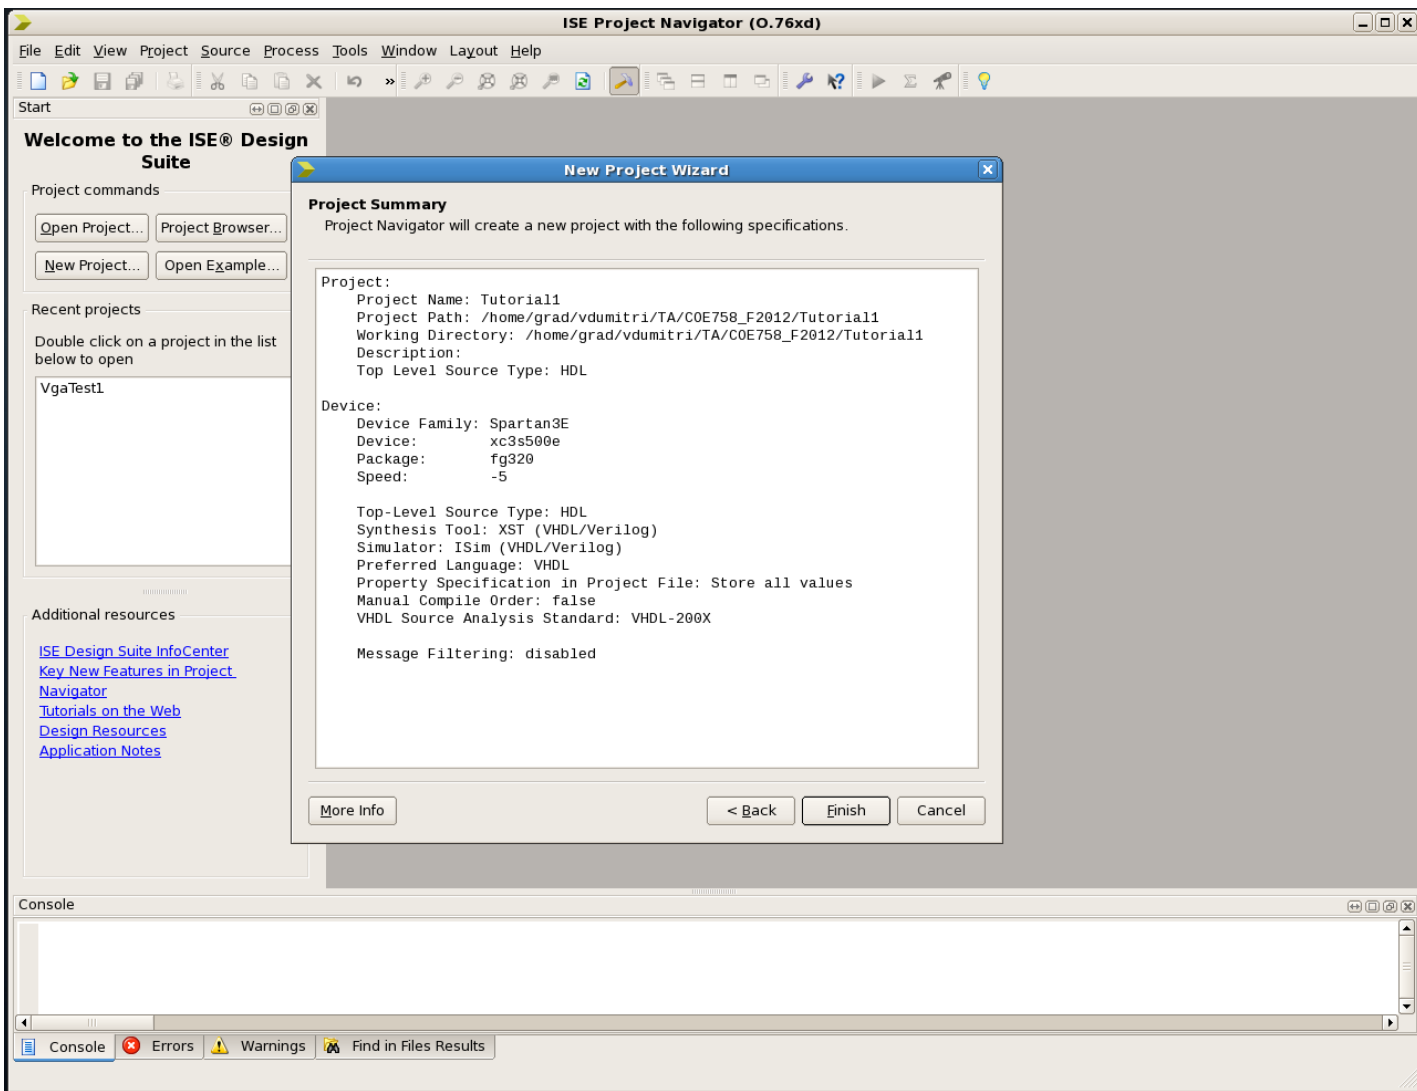 ISE Project Navigator (O.76xd)
File Edit View Project Source Process Tools Window Layout Help
Start
Welcome to the ISE® Design
Suite
Project commands
Open Project... Project Browser...
New Project... Open Example...
Recent projects
Double click on a project in the list
below to open
VgaTest1
Additional resources
ISE Design Suite InfoCenter
Key New Features in Project
Navigator
Tutorials on the Web
Design Resources
Application Notes
New Project Wizard
Project Summary
Project Navigator will create a new project with the following specifications.
Project:
Project Name: Tutorial1
Project Path: /home/grad/vdumitri/TA/COE758_F2012/Tutorial1
Working Directory: /home/grad/vdumitri/TA/COE758_F2012/Tutorial1
Description:
Top Level Source Type: HDL
Device:
Device Family: Spartan3E
Device: xc3s500e
Package: fg320
Speed: -5
Top-Level Source Type: HDL
Synthesis Tool: XST (VHDL/Verilog)
Simulator: ISim (VHDL/Verilog)
Preferred Language: VHDL
Property Specification in Project File: Store all values
Manual Compile Order: false
VHDL Source Analysis Standard: VHDL-200X
Message Filtering: disabled
More Info < Back Finish Cancel
Console
Console Errors Warnings Find in Files Results